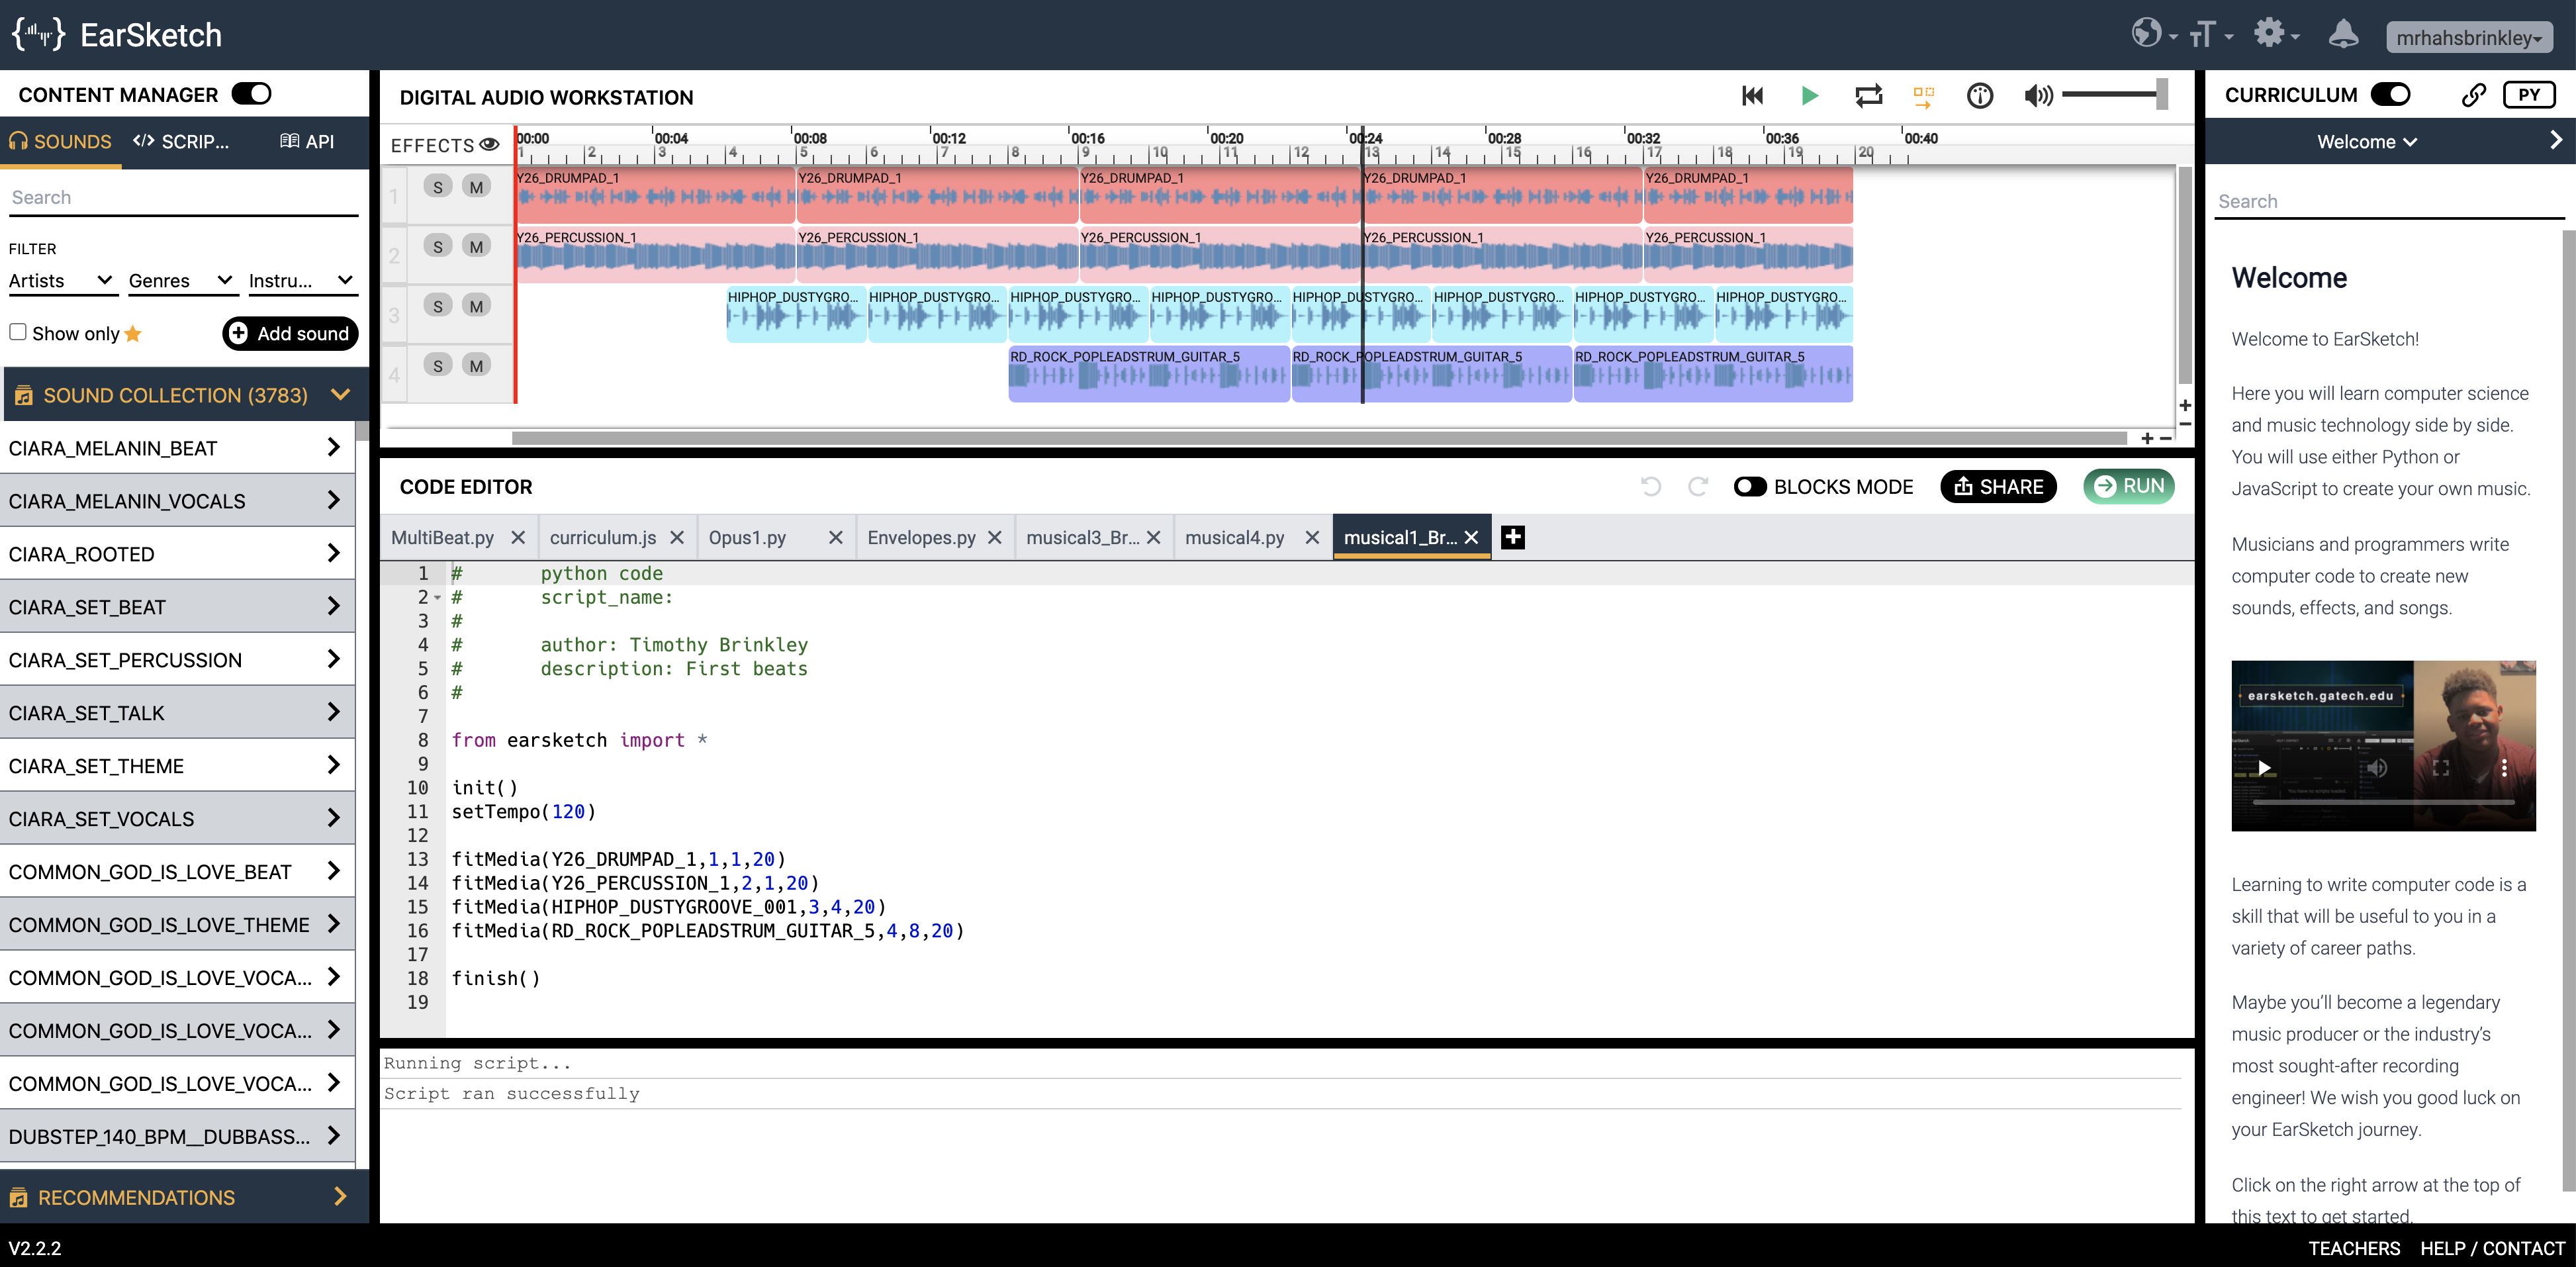 EarSketch
mrhahsbrinkley
CONTENT MANAGER
SOUNDS
SCRIP...
API
Search
FILTER
Artists
Genres
Instru...
Show only
Add sound
SOUND COLLECTION (3783)
CIARA_MELANIN_BEAT
CIARA_MELANIN_VOCALS
CIARA_ROOTED
CIARA_SET_BEAT
CIARA_SET_PERCUSSION
CIARA_SET_TALK
CIARA_SET_THEME
CIARA_SET_VOCALS
COMMON_GOD_IS_LOVE_BEAT
COMMON_GOD_IS_LOVE_THEME
COMMON_GOD_IS_LOVE_VOCA...
COMMON_GOD_IS_LOVE_VOCA...
COMMON_GOD_IS_LOVE_VOCA...
DUBSTEP_140_BPM__DUBBASS...
RECOMMENDATIONS
V2.2.2
DIGITAL AUDIO WORKSTATION
EFFECTS
00:00 00:04 00:08 00:12 00:16 00:20 00:24 00:28 00:32 00:36 00:40
1 2 3 4 5 6 7 8 9 10 11 12 13 14 15 16 17 18 19 20
1 S M Y26_DRUMPAD_1 Y26_DRUMPAD_1 Y26_DRUMPAD_1 Y26_DRUMPAD_1 Y26_DRUMPAD_1
2 S M Y26_PERCUSSION_1 Y26_PERCUSSION_1 Y26_PERCUSSION_1 Y26_PERCUSSION_1 Y26_PERCUSSION_1
3 S M HIPHOP_DUSTYGRO... HIPHOP_DUSTYGRO... HIPHOP_DUSTYGRO... HIPHOP_DUSTYGRO... HIPHOP_DUSTYGRO... HIPHOP_DUSTYGRO... HIPHOP_DUSTYGRO... HIPHOP_DUSTYGRO...
4 S M RD_ROCK_POPLEADSTRUM_GUITAR_5 RD_ROCK_POPLEADSTRUM_GUITAR_5 RD_ROCK_POPLEADSTRUM_GUITAR_5
CODE EDITOR
BLOCKS MODE
SHARE
RUN
MultiBeat.py
curriculum.js
Opus1.py
Envelopes.py
musical3_Br...
musical4.py
musical1_Br...
1 # python code
2 # script_name:
3 #
4 # author: Timothy Brinkley
5 # description: First beats
6 #
7
8 from earsketch import *
9
10 init()
11 setTempo(120)
12
13 fitMedia(Y26_DRUMPAD_1,1,1,20)
14 fitMedia(Y26_PERCUSSION_1,2,1,20)
15 fitMedia(HIPHOP_DUSTYGROOVE_001,3,4,20)
16 fitMedia(RD_ROCK_POPLEADSTRUM_GUITAR_5,4,8,20)
17
18 finish()
19
Running script...
Script ran successfully
CURRICULUM
PY
Welcome
Search
Welcome
Welcome to EarSketch!
Here you will learn computer science
and music technology side by side.
You will use either Python or
JavaScript to create your own music.
Musicians and programmers write
computer code to create new
sounds, effects, and songs.
earsketch.gatech.edu
Learning to write computer code is a
skill that will be useful to you in a
variety of career paths.
Maybe you'll become a legendary
music producer or the industry's
most sought-after recording
engineer! We wish you good luck on
your EarSketch journey.
Click on the right arrow at the top of
this text to get started.
TEACHERS
HELP / CONTACT